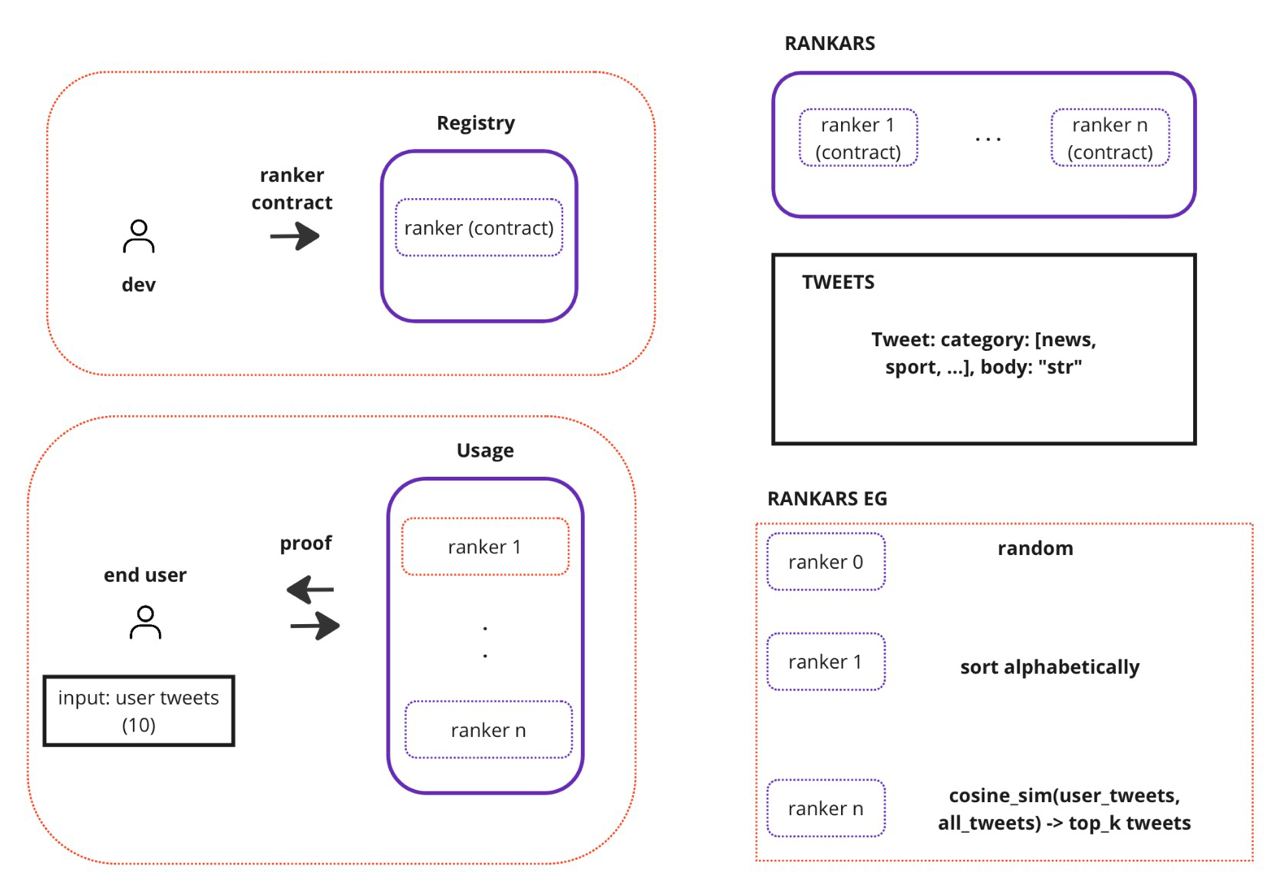 Registry
ranker
contract
ranker (contract)
dev
Usage
proof
end user
ranker 1
.
.
ranker n
input: user tweets
(10)
RANKARS
ranker 1
(contract)
...
ranker n
(contract)
TWEETS
Tweet: category: [news,
sport, ...], body: "str"
RANKARS EG
ranker 0
random
ranker 1
sort alphabetically
ranker n
cosine_sim(user_tweets,
all_tweets) -> top_k tweets